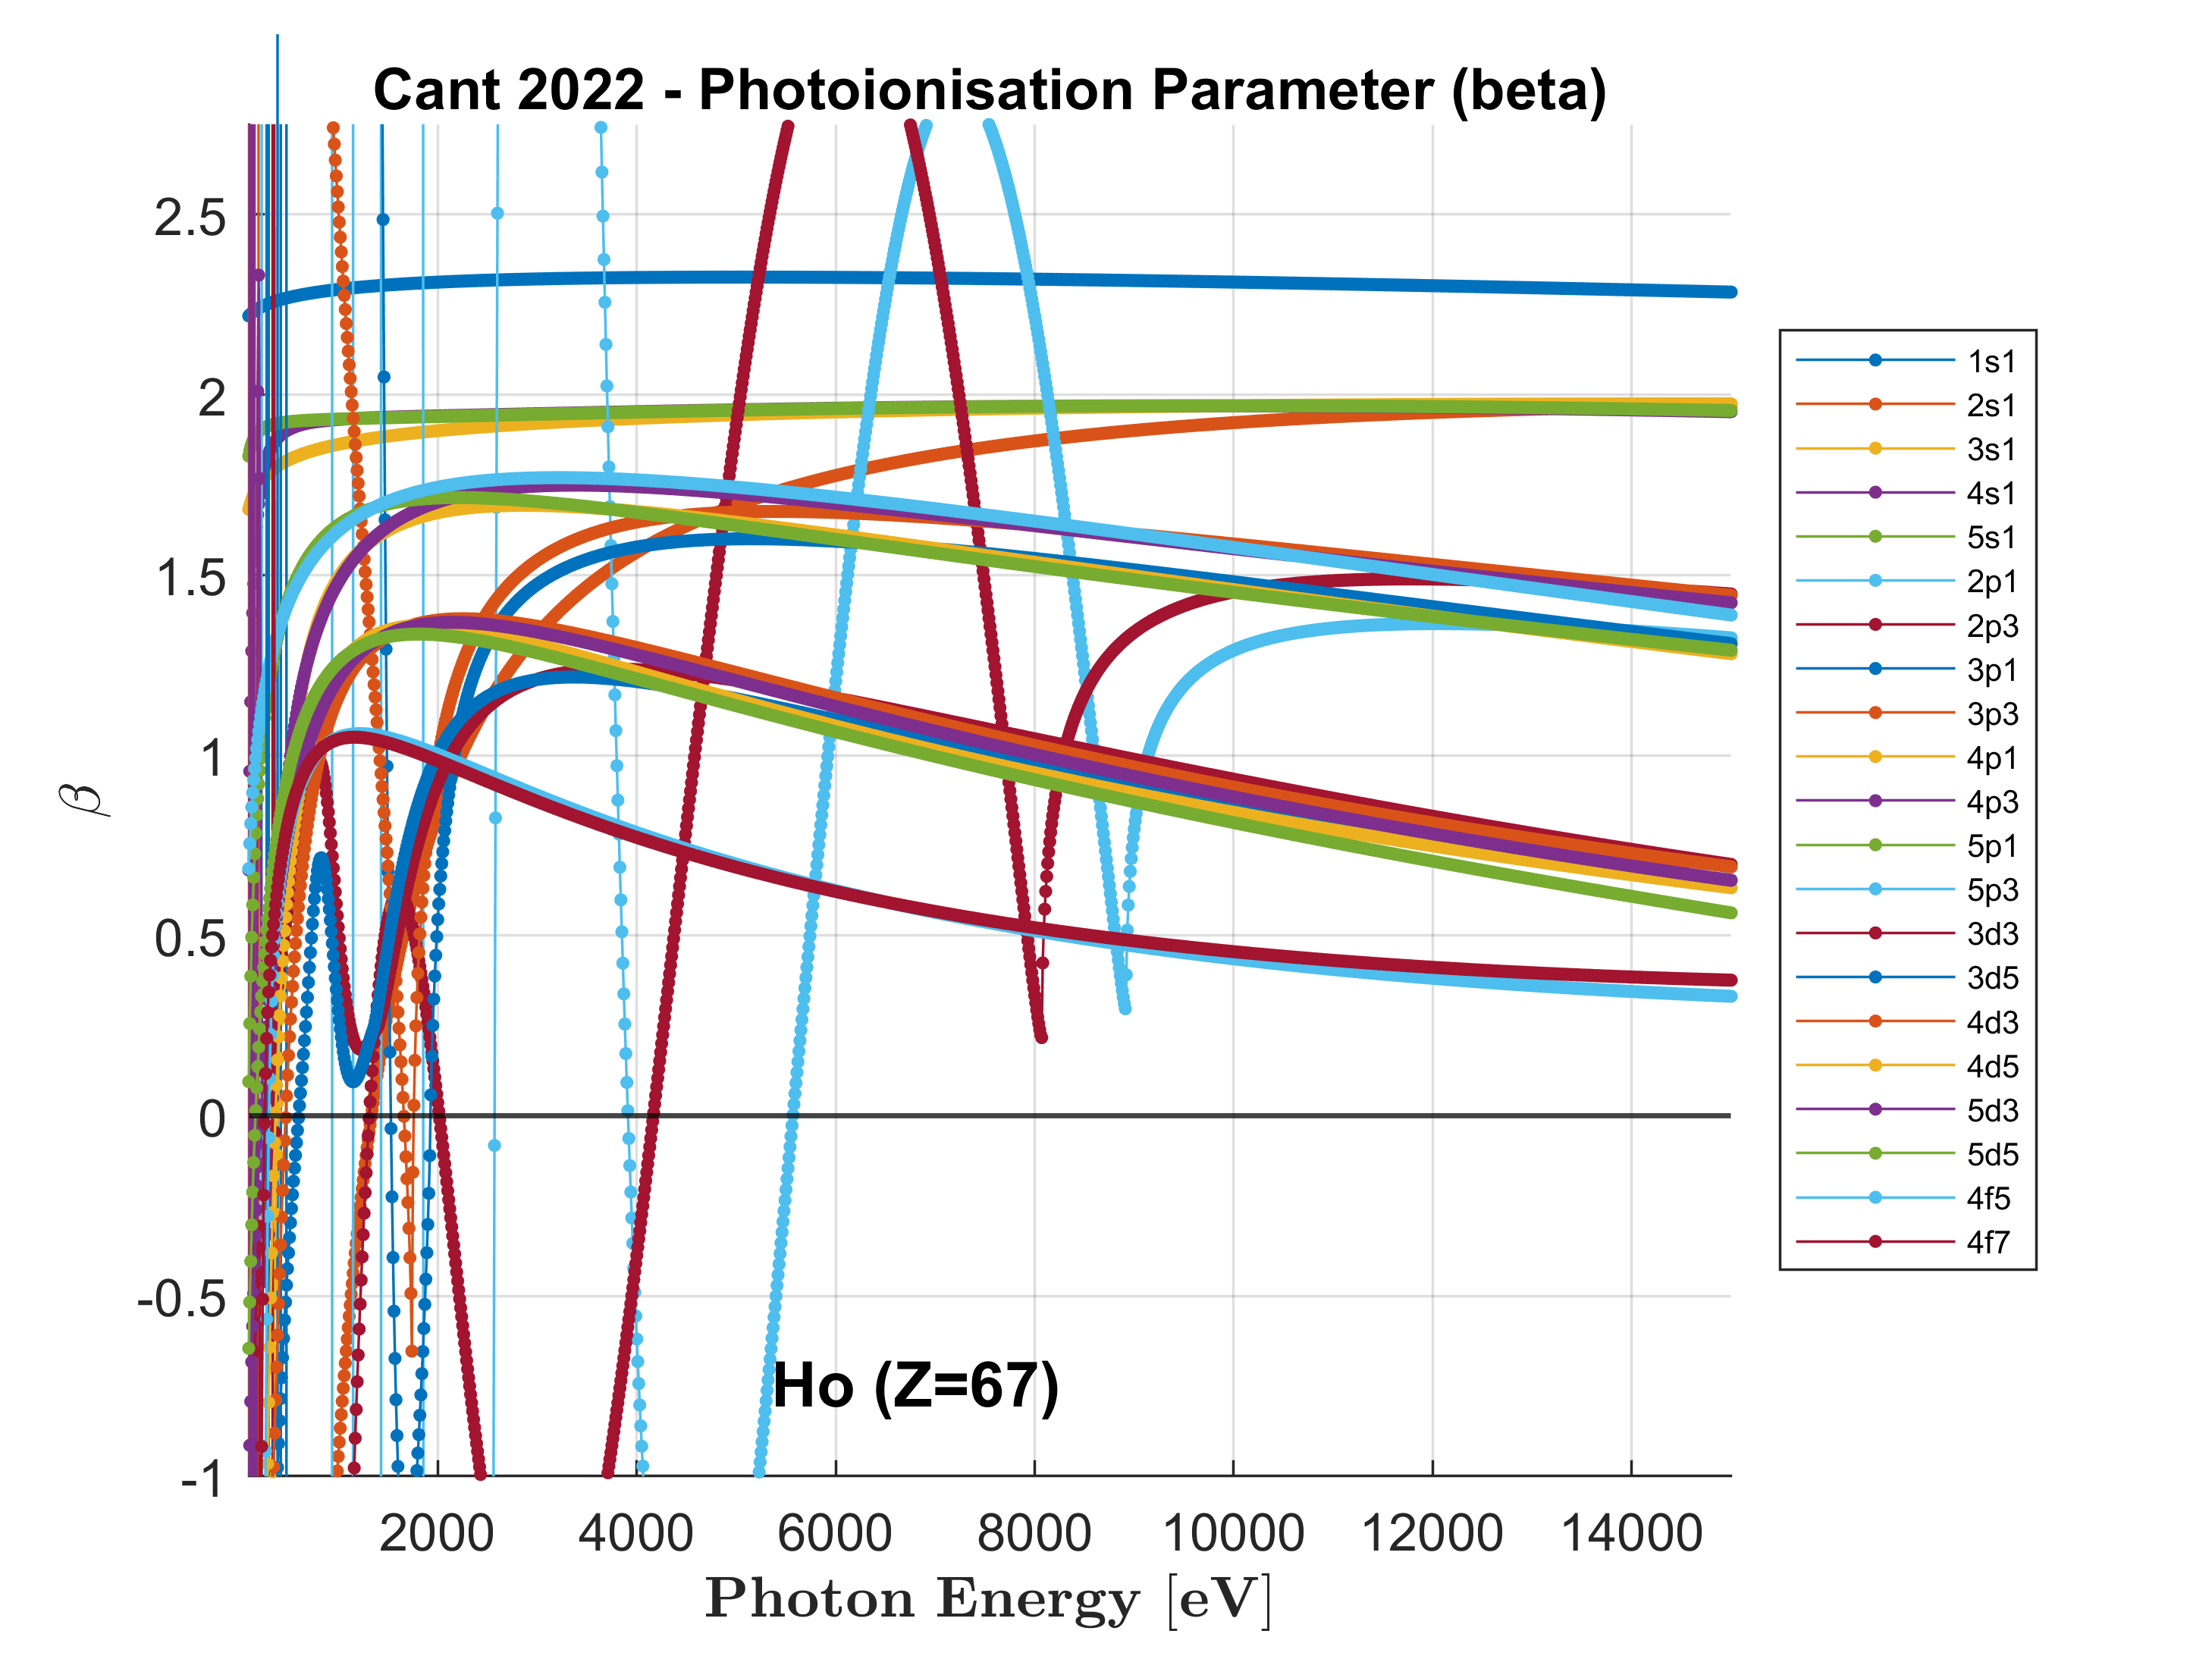 Cant 2022 - Photoionisation Parameter (beta)
2.5
2
1.5
1
0.5
0
-0.5
-1
β
2000 4000 6000 8000 10000 12000 14000
Photon Energy [eV]
Ho (Z=67)
1s1
2s1
3s1
4s1
5s1
2p1
2p3
3p1
3p3
4p1
4p3
5p1
5p3
3d3
3d5
4d3
4d5
5d3
5d5
4f5
4f7